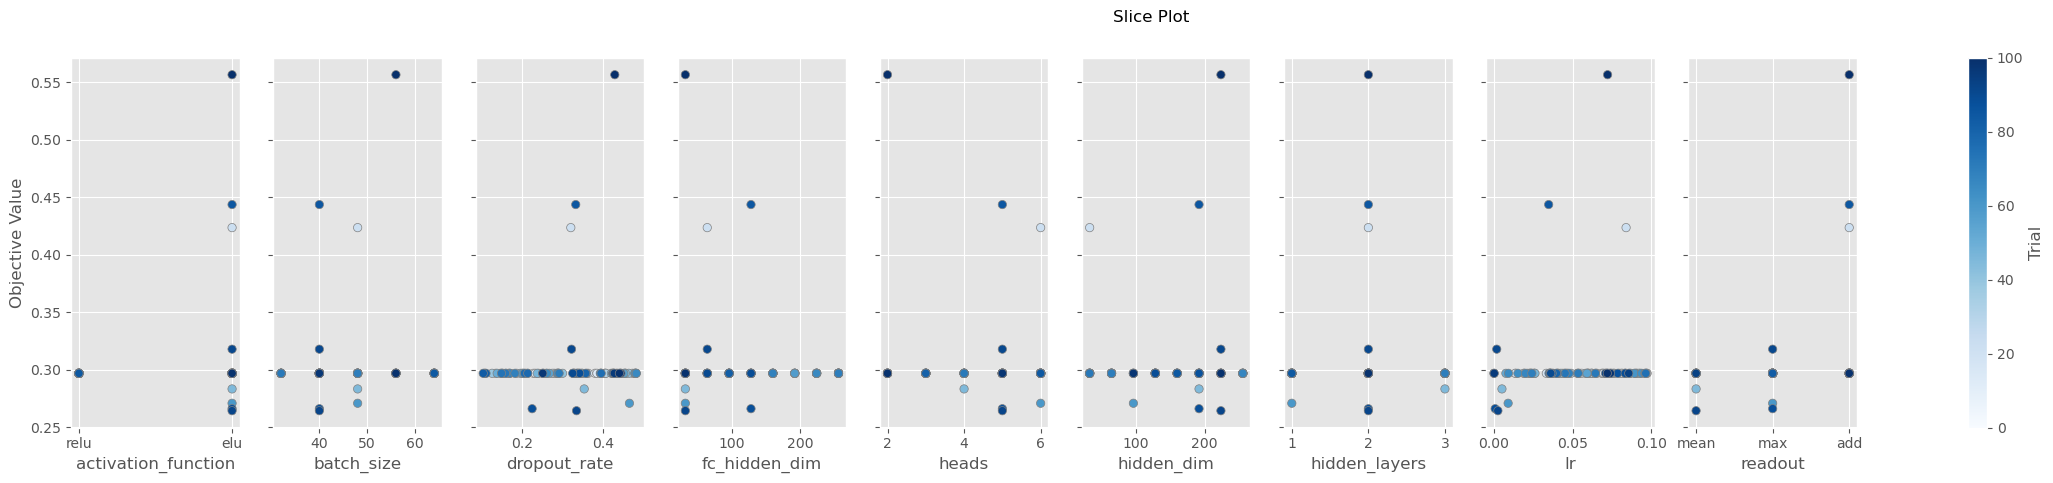 Slice Plot
Objective Value
0.55
0.50
0.45
0.40
0.35
0.30
0.25
relu elu
activation_function
40 50 60
batch_size
0.2 0.4
dropout_rate
100 200
fc_hidden_dim
2 4 6
heads
100 200
hidden_dim
1 2 3
hidden_layers
0.00 0.05 0.10
lr
mean max add
readout
100
80
60
40
20
0
Trial